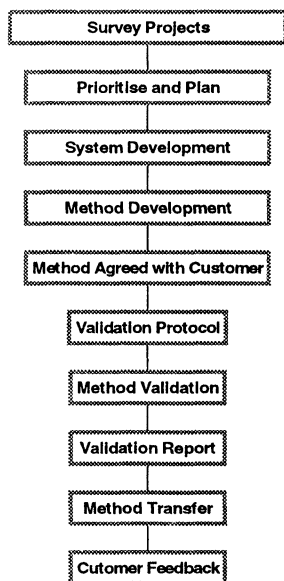 Survey Projects
Prioritise and Plan
System Development
Method Development
Method Agreed with Customer
Validation Protocol
Method Validation
Validation Report
Method Transfer
Cutomer Feedback